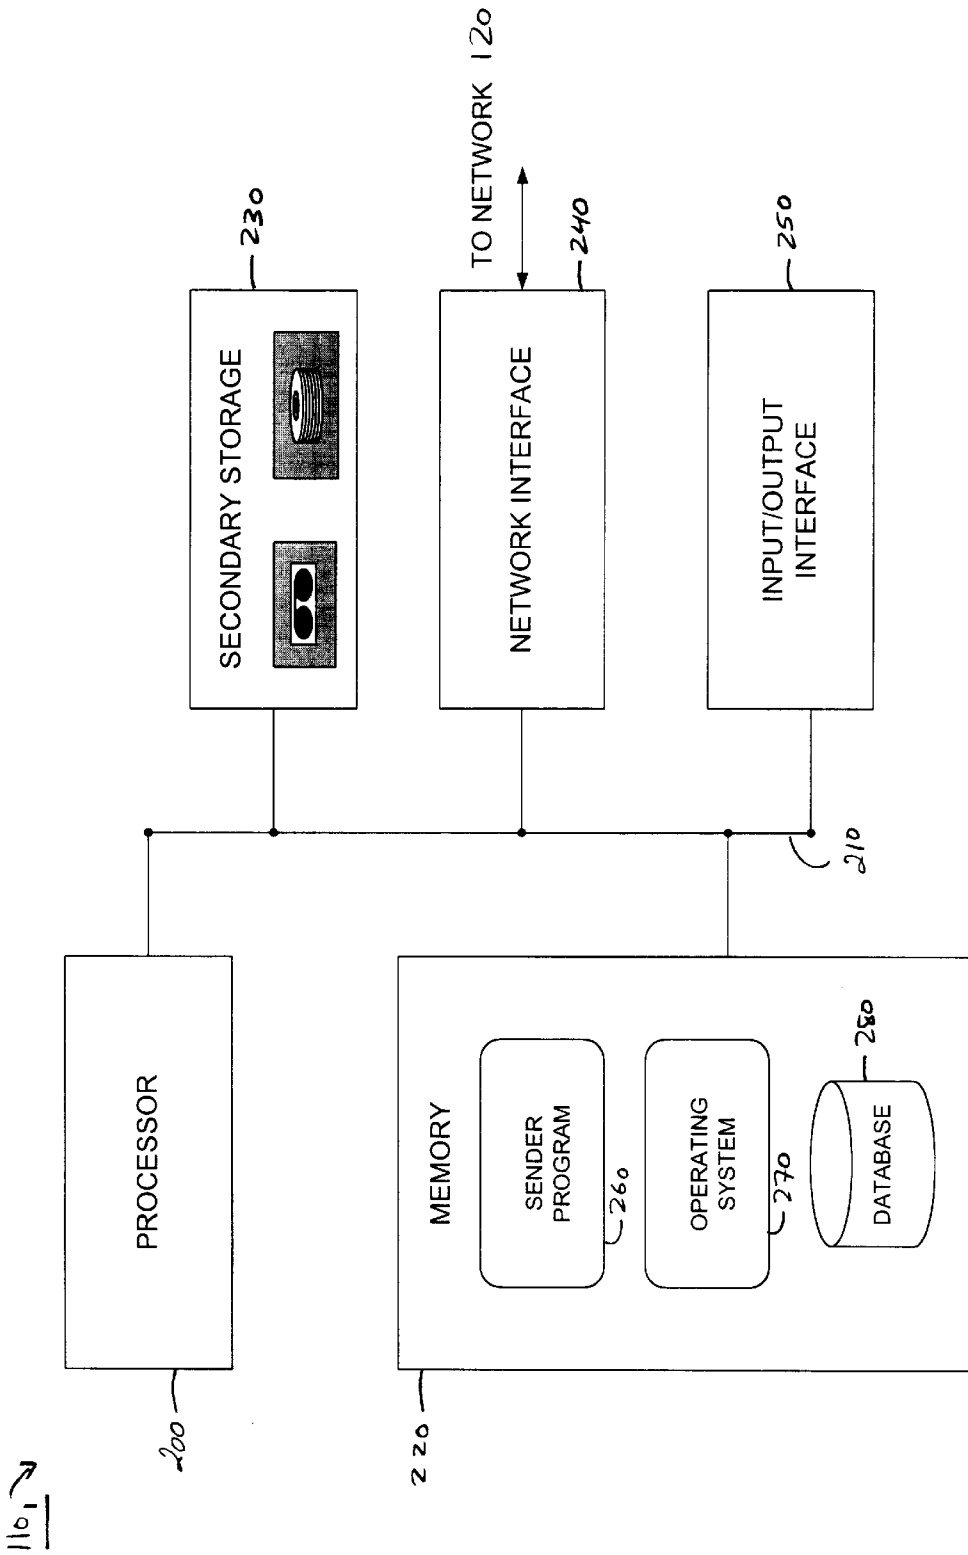 110₁
PROCESSOR
200
SECONDARY STORAGE
230
MEMORY
220
SENDER
PROGRAM
260
OPERATING
SYSTEM
270
DATABASE
280
210
NETWORK INTERFACE
240
TO NETWORK 120
INPUT/OUTPUT
INTERFACE
250